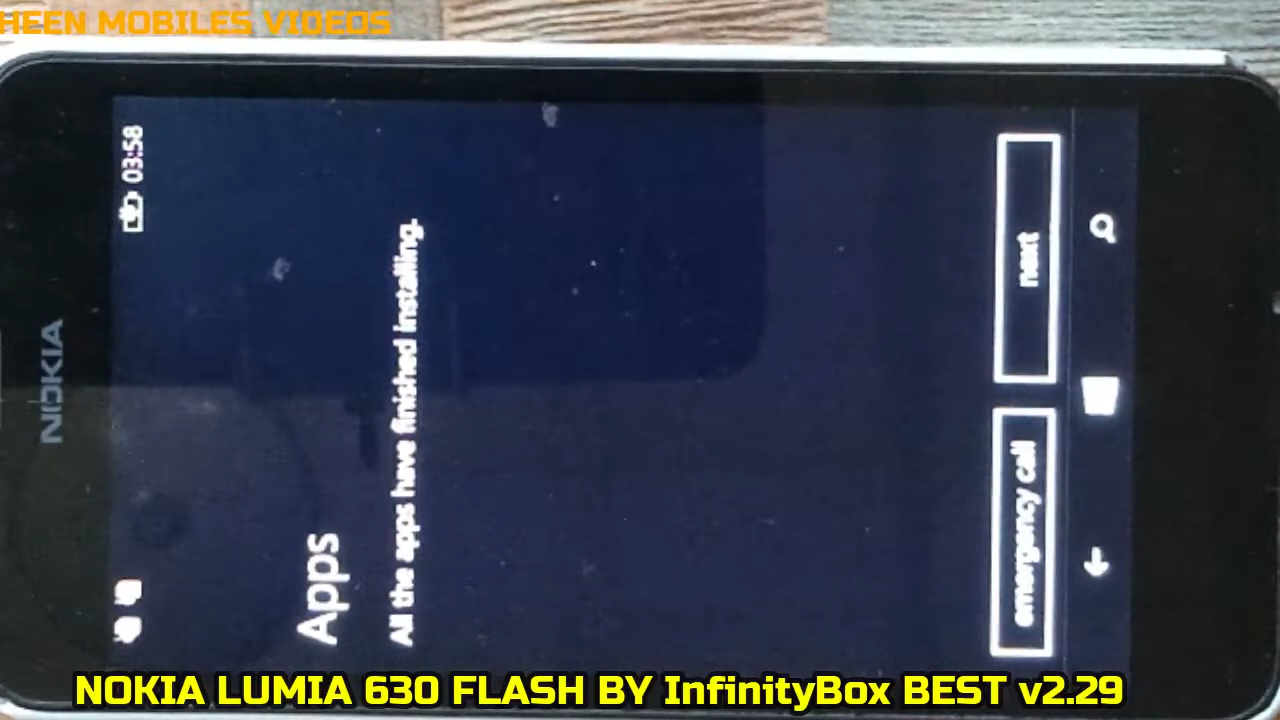 HEEN MOBILES VIDEOS
NOKIA
03:58
Apps
All the apps have finished installing.
emergency call
next
NOKIA LUMIA 630 FLASH BY InfinityBox BEST v2.29